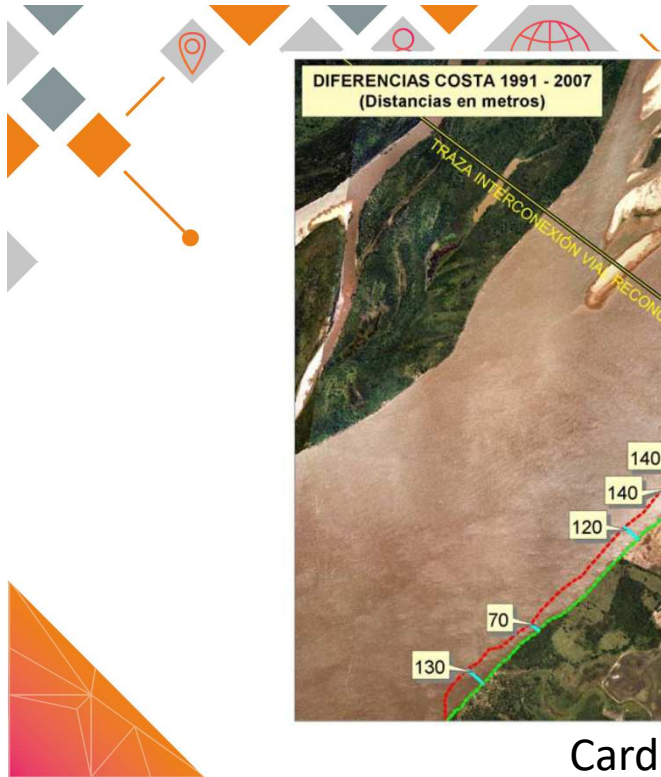 DIFERENCIAS COSTA 1991 - 2007
(Distancias en metros)
TRAZA INTERCONEXIÓN VIAL RECONQ
140
140
120
70
130
Card